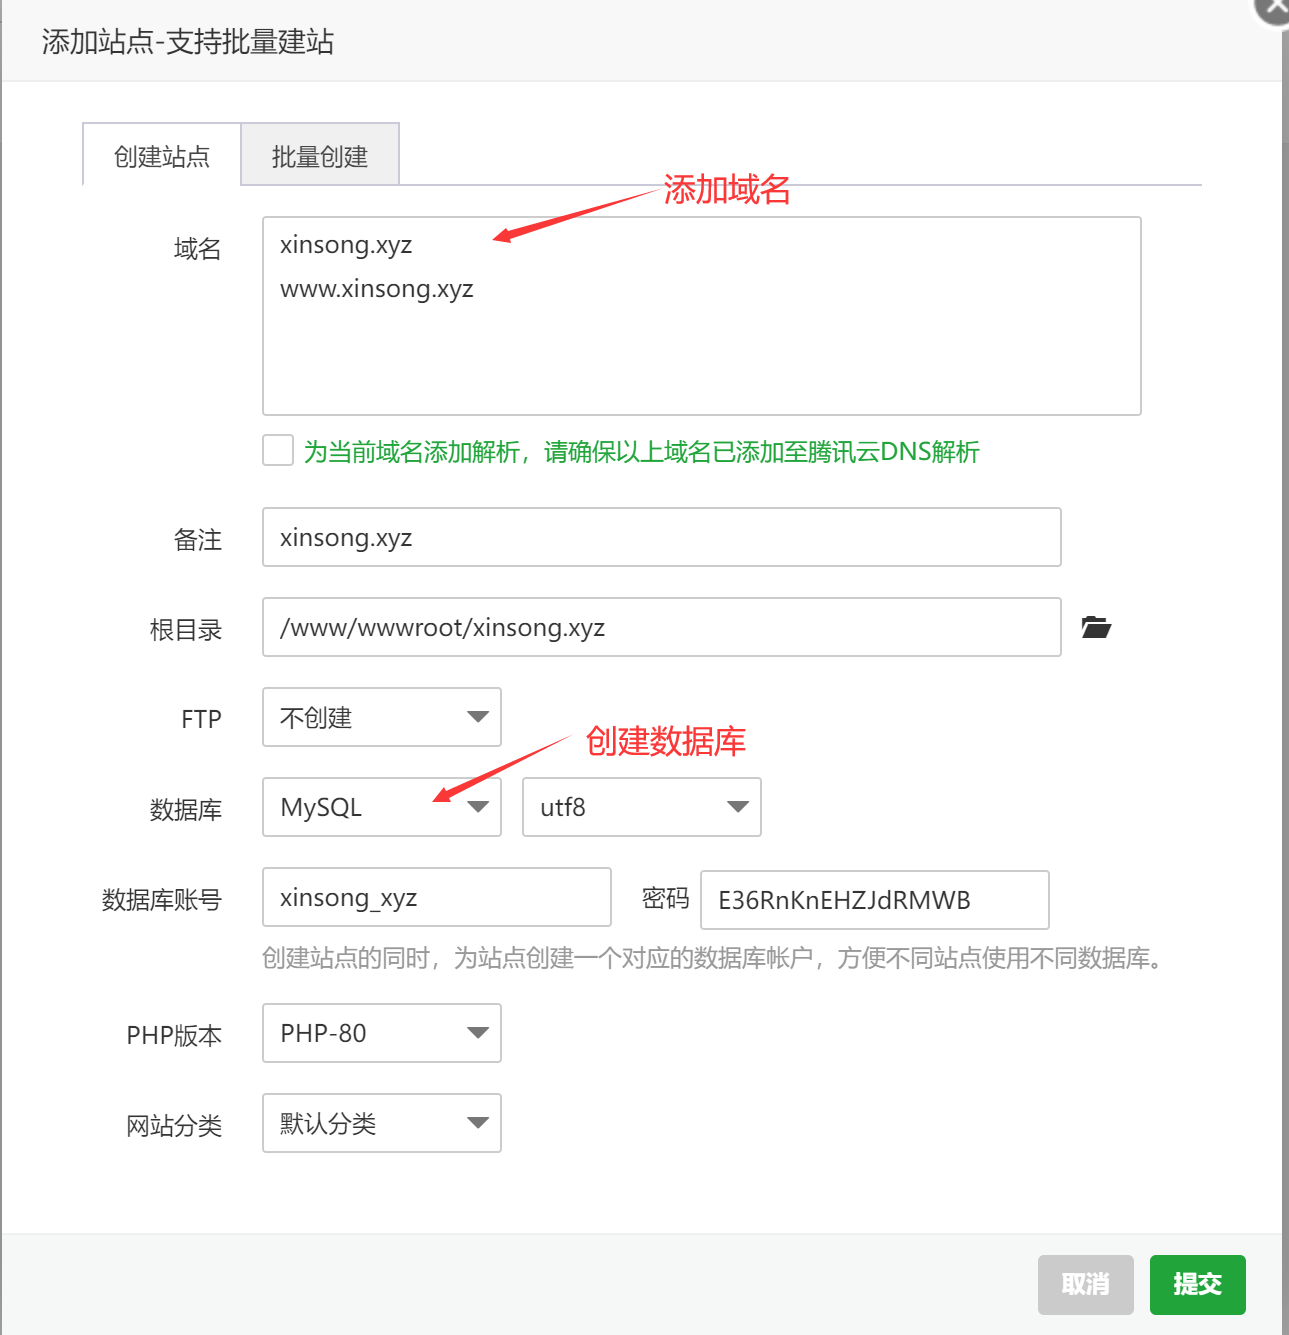 添加站点-支持批量建站
创建站点 批量创建
添加域名
域名 xinsong.xyz
www.xinsong.xyz
为当前域名添加解析，请确保以上域名已添加至腾讯云DNS解析
备注 xinsong.xyz
根目录 /www/wwwroot/xinsong.xyz
FTP 不创建
创建数据库
数据库 MySQL utf8
数据库账号 xinsong_xyz 密码 E36RnKnEHZJdRMWB
创建站点的同时，为站点创建一个对应的数据库帐户，方便不同站点使用不同数据库。
PHP版本 PHP-80
网站分类 默认分类
取消 提交